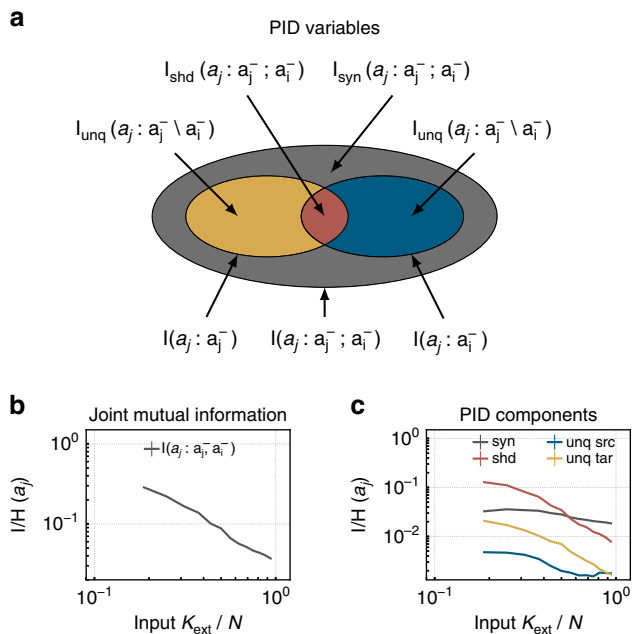 a
PID variables
I_shd (a_j : a_j^- ; a_i^-) I_syn (a_j : a_j^- ; a_i^-)
I_unq (a_j : a_j^- \ a_i^-) I_unq (a_j : a_j^- \ a_i^-)
I(a_j : a_j^-) I(a_j : a_j^- ; a_i^-) I(a_j : a_i^-)
b Joint mutual information
I/H (a_j)
10^0
10^-1
I(a_j : a_j^-, a_i^-)
10^-1 10^0
Input K_ext / N
c PID components
I/H (a_j)
syn unq src
shd unq tar
10^0
10^-1
10^-2
10^-1 10^0
Input K_ext / N